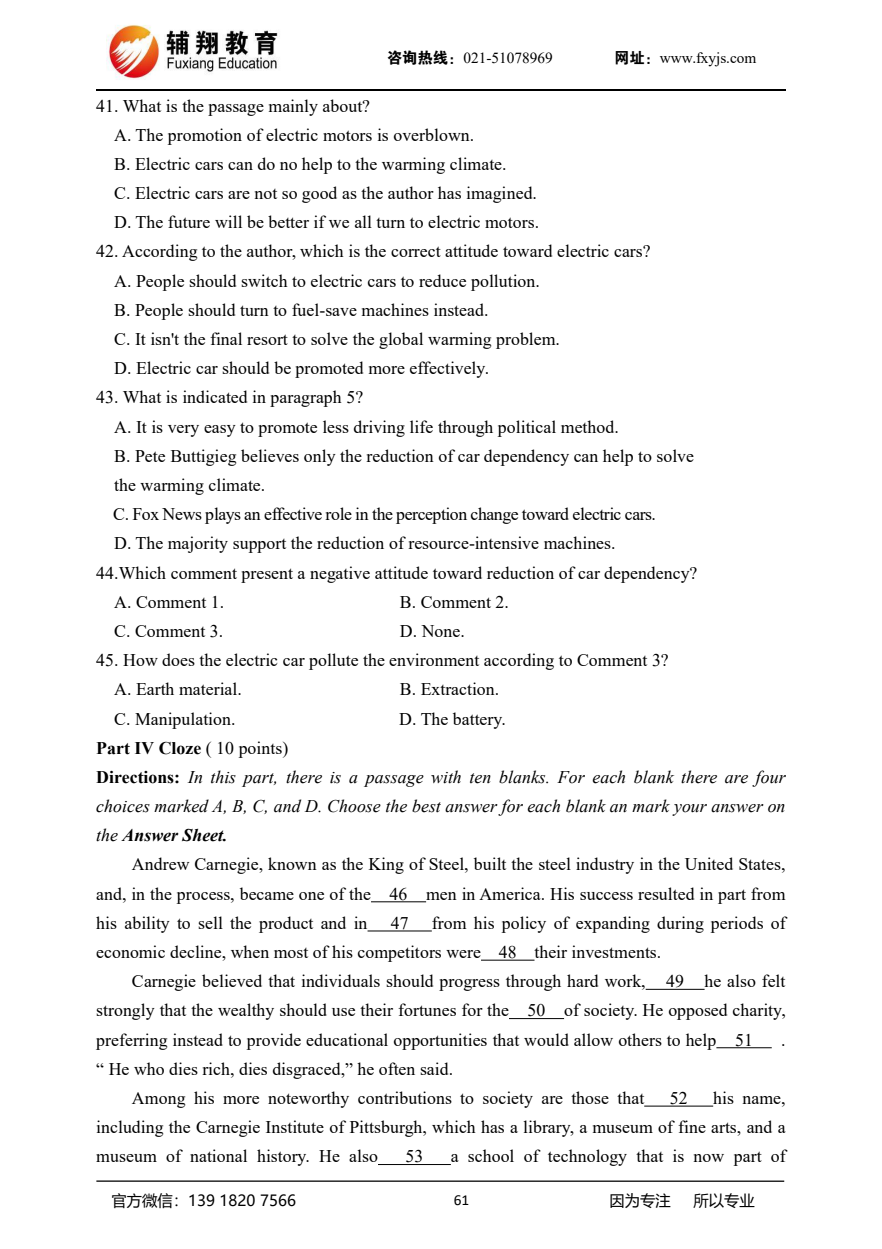 辅翔教育
Fuxiang Education
咨询热线：021-51078969 网址：www.fxyjs.com
41. What is the passage mainly about?
A. The promotion of electric motors is overblown.
B. Electric cars can do no help to the warming climate.
C. Electric cars are not so good as the author has imagined.
D. The future will be better if we all turn to electric motors.
42. According to the author, which is the correct attitude toward electric cars?
A. People should switch to electric cars to reduce pollution.
B. People should turn to fuel-save machines instead.
C. It isn't the final resort to solve the global warming problem.
D. Electric car should be promoted more effectively.
43. What is indicated in paragraph 5?
A. It is very easy to promote less driving life through political method.
B. Pete Buttigieg believes only the reduction of car dependency can help to solve
the warming climate.
C. Fox News plays an effective role in the perception change toward electric cars.
D. The majority support the reduction of resource-intensive machines.
44.Which comment present a negative attitude toward reduction of car dependency?
A. Comment 1. B. Comment 2.
C. Comment 3. D. None.
45. How does the electric car pollute the environment according to Comment 3?
A. Earth material. B. Extraction.
C. Manipulation. D. The battery.
Part IV Cloze ( 10 points)
Directions: In this part, there is a passage with ten blanks. For each blank there are four
choices marked A, B, C, and D. Choose the best answer for each blank an mark your answer on
the Answer Sheet.
Andrew Carnegie, known as the King of Steel, built the steel industry in the United States,
and, in the process, became one of the 46 men in America. His success resulted in part from
his ability to sell the product and in 47 from his policy of expanding during periods of
economic decline, when most of his competitors were 48 their investments.
Carnegie believed that individuals should progress through hard work, 49 he also felt
strongly that the wealthy should use their fortunes for the 50 of society. He opposed charity,
preferring instead to provide educational opportunities that would allow others to help 51 .
“ He who dies rich, dies disgraced,” he often said.
Among his more noteworthy contributions to society are those that 52 his name,
including the Carnegie Institute of Pittsburgh, which has a library, a museum of fine arts, and a
museum of national history. He also 53 a school of technology that is now part of
官方微信：139 1820 7566 61 因为专注 所以专业